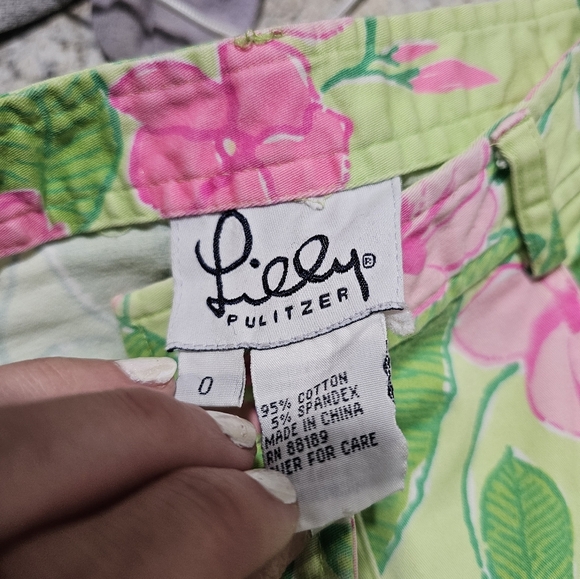 Lilly®
PULITZER
0
95% COTTON
5% SPANDEX
MADE IN CHINA
RN 88189
FOR CARE